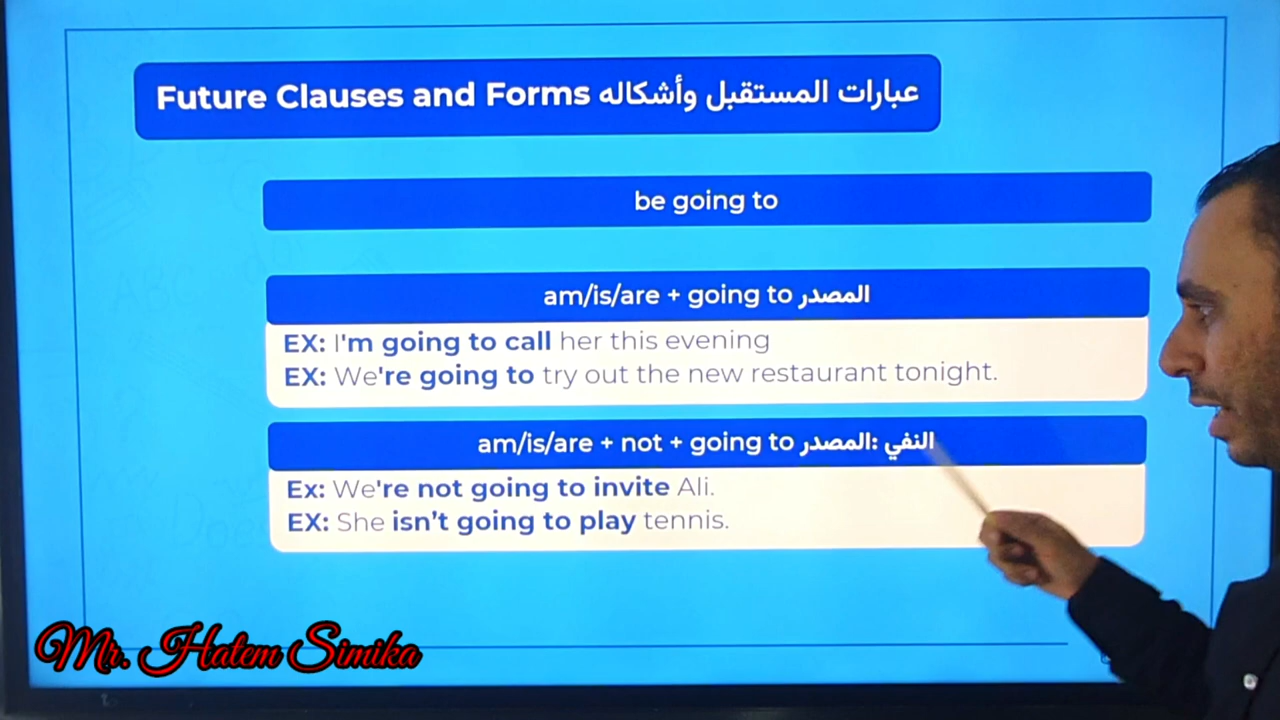 Future Clauses and Forms عبارات المستقبل وأشكاله
be going to
am/is/are + going to المصدر
EX: I'm going to call her this evening
EX: We're going to try out the new restaurant tonight.
am/is/are + not + going to المصدر: النفي
Ex: We're not going to invite Ali.
EX: She isn't going to play tennis.
Mr. Hatem Simika